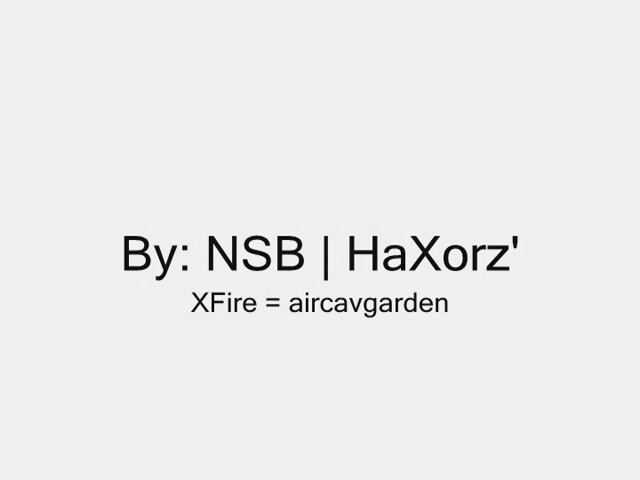 By: NSB | HaXorz'
XFire = aircavgarden